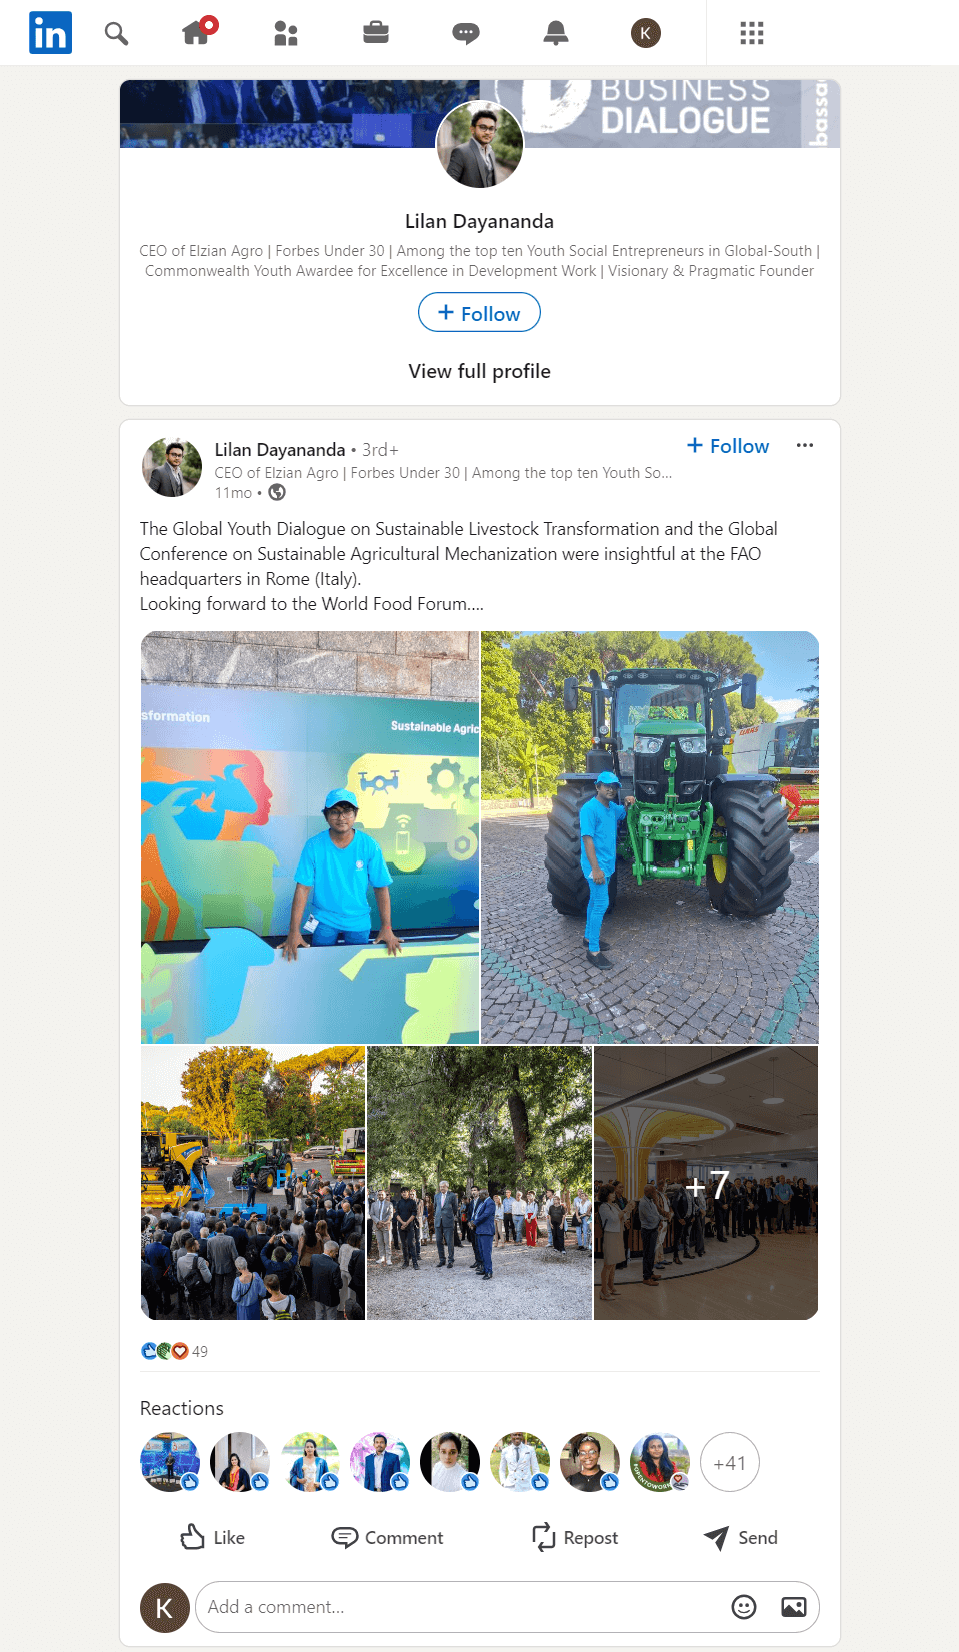 in
K
BUSINESS
DIALOGUE
bassa
Lilan Dayananda
CEO of Elzian Agro | Forbes Under 30 | Among the top ten Youth Social Entrepreneurs in Global-South |
Commonwealth Youth Awardee for Excellence in Development Work | Visionary & Pragmatic Founder
+ Follow
View full profile
Lilan Dayananda • 3rd+
+ Follow
CEO of Elzian Agro | Forbes Under 30 | Among the top ten Youth So...
11mo •
The Global Youth Dialogue on Sustainable Livestock Transformation and the Global
Conference on Sustainable Agricultural Mechanization were insightful at the FAO
headquarters in Rome (Italy).
Looking forward to the World Food Forum....
sformation
Sustainable Agric
CLAAS
+7
49
Reactions
+41
Like
Comment
Repost
Send
K
Add a comment...